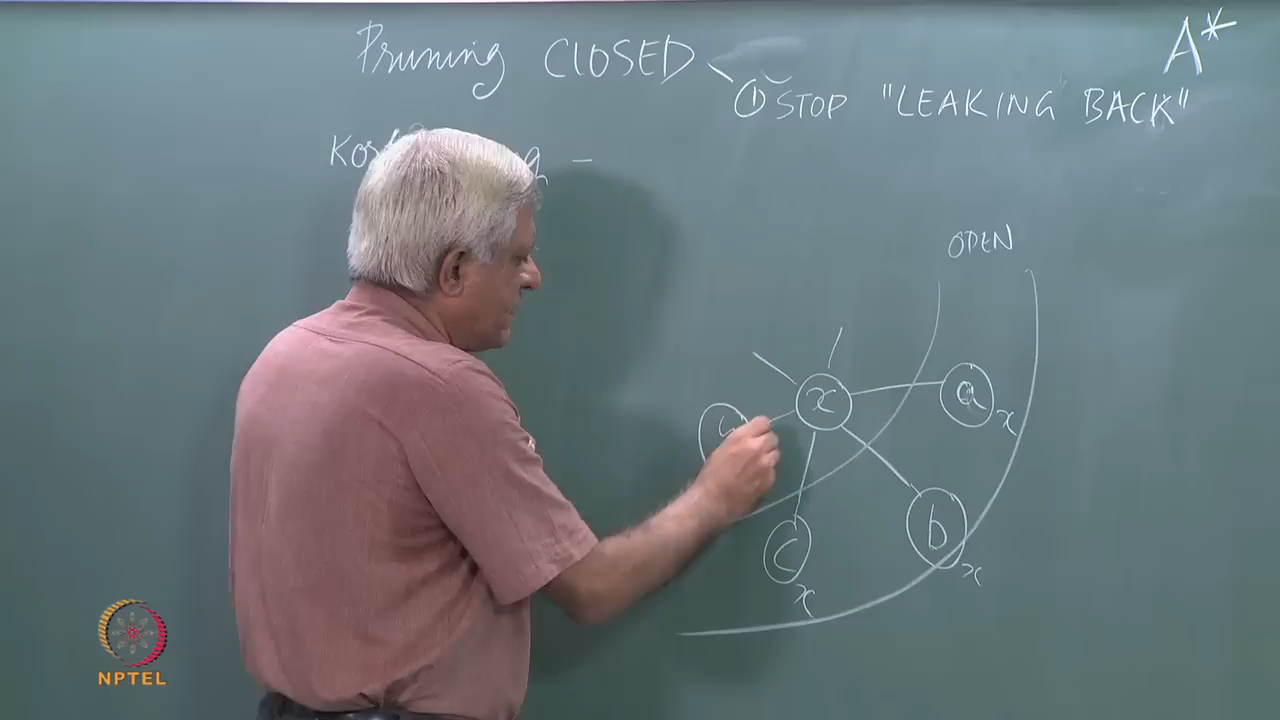 Pruning CLOSED
A*
① STOP "LEAKING BACK"
OPEN
x
a
x
b
x
c
x
NPTEL